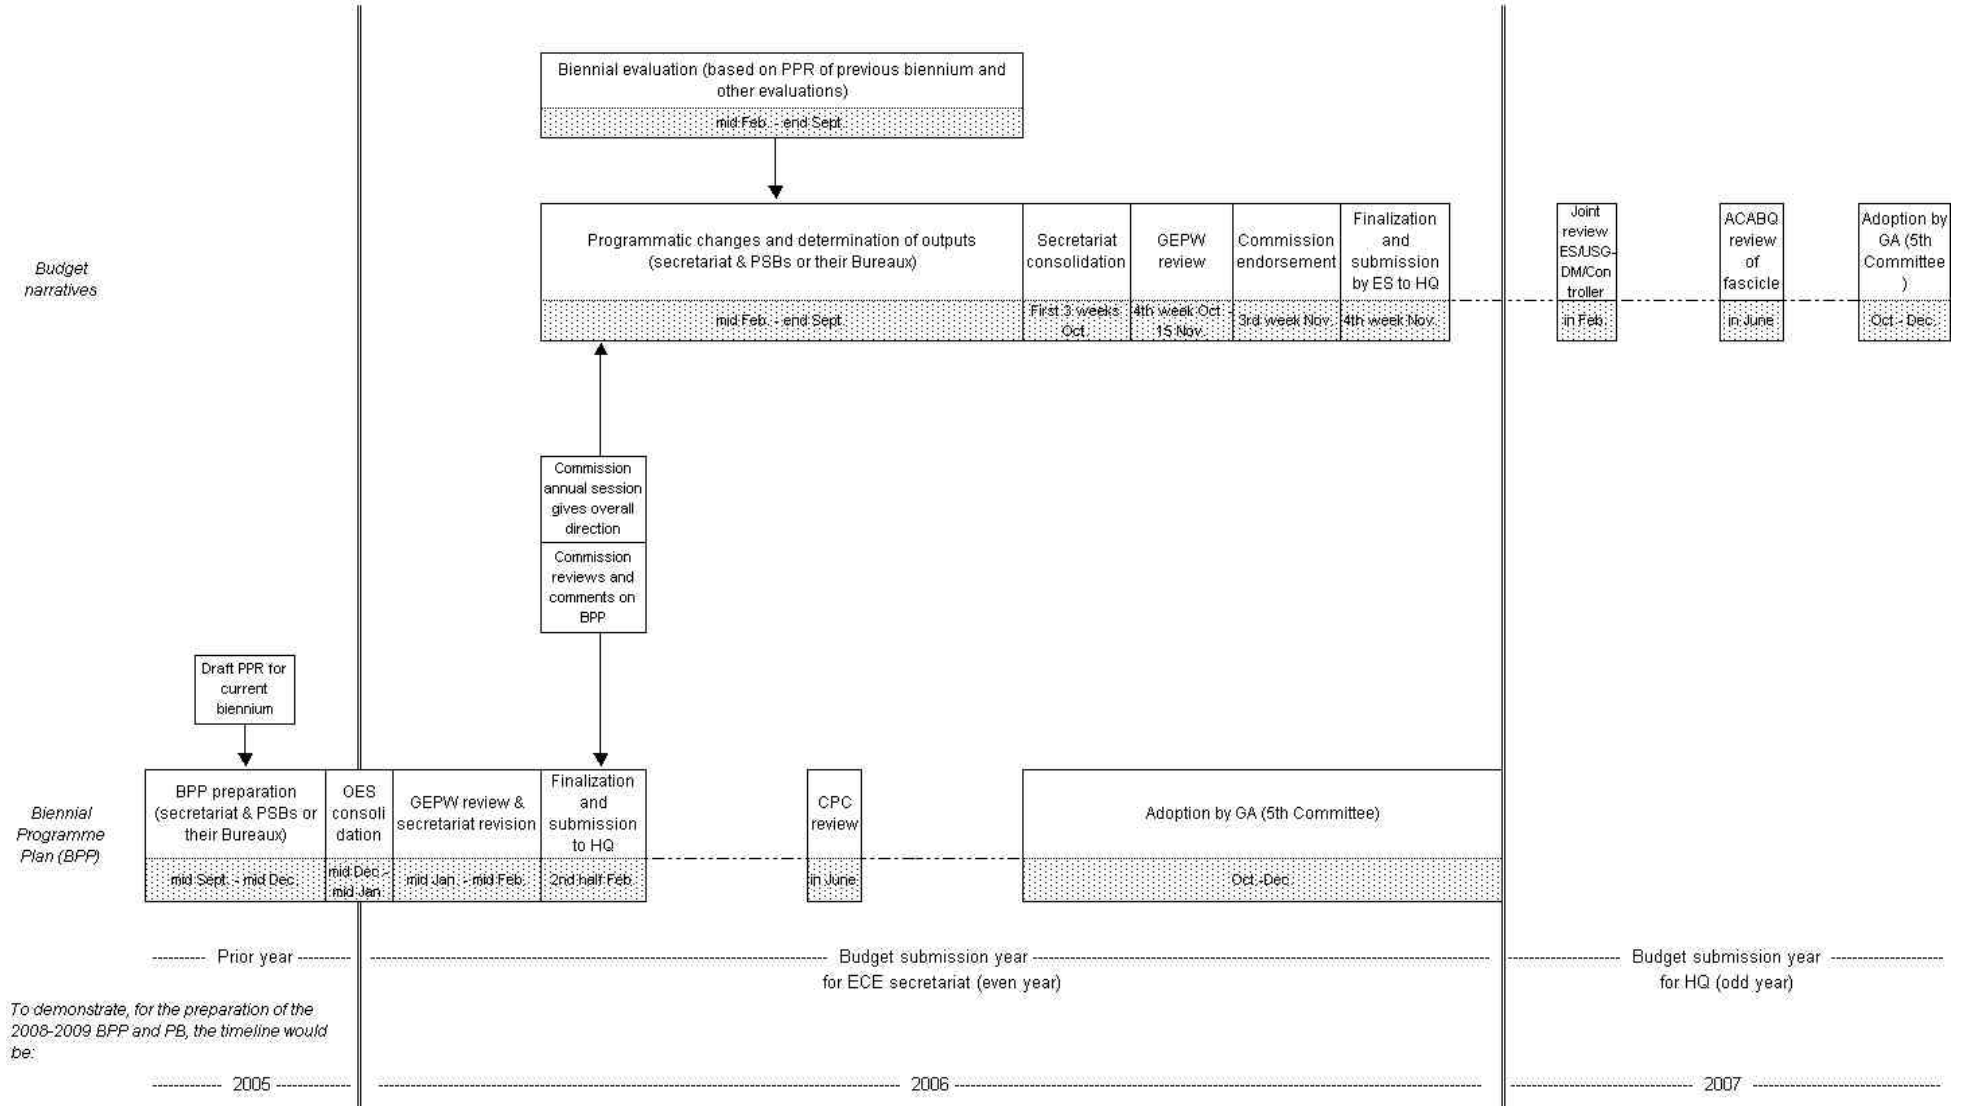 Biennial evaluation (based on PPR of previous biennium and
other evaluations)
mid Feb. - end Sept.
Budget
narratives
Programmatic changes and determination of outputs
(secretariat & PSBs or their Bureaux)
mid Feb. - end Sept.
Secretariat
consolidation
First 3 weeks
Oct.
GEPW
review
4th week Oct. -
15 Nov.
Commission
endorsement
3rd week Nov.
Finalization
and
submission
by ES to HQ
4th week Nov.
Joint
review
ES/USG-
DM/Con
troller
in Feb.
ACABQ
review
of
fascicle
in June
Adoption by
GA (5th
Committee
)
Oct - Dec.
Commission
annual session
gives overall
direction
Commission
reviews and
comments on
BPP
Draft PPR for
current
biennium
Biennial
Programme
Plan (BPP)
BPP preparation
(secretariat & PSBs or
their Bureaux)
mid Sept. - mid Dec.
OES
consoli
dation
mid Dec.-
mid Jan
GEPW review &
secretariat revision
mid Jan. - mid Feb.
Finalization
and
submission
to HQ
2nd half Feb.
CPC
review
in June
Adoption by GA (5th Committee)
Oct.-Dec.
Prior year
Budget submission year
for ECE secretariat (even year)
Budget submission year
for HQ (odd year)
To demonstrate, for the preparation of the
2008-2009 BPP and PB, the timeline would
be:
2005
2006
2007